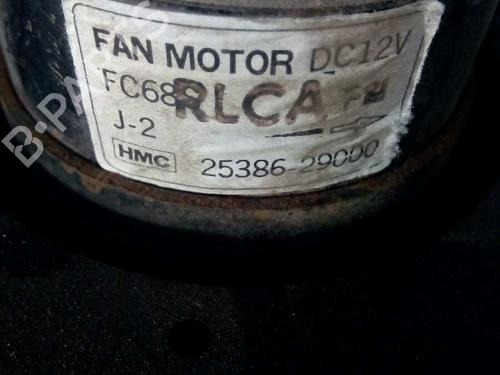 FAN MOTOR DC12V
FC68
RLCA
J-2
HMC 25386-29000
B-PARTS